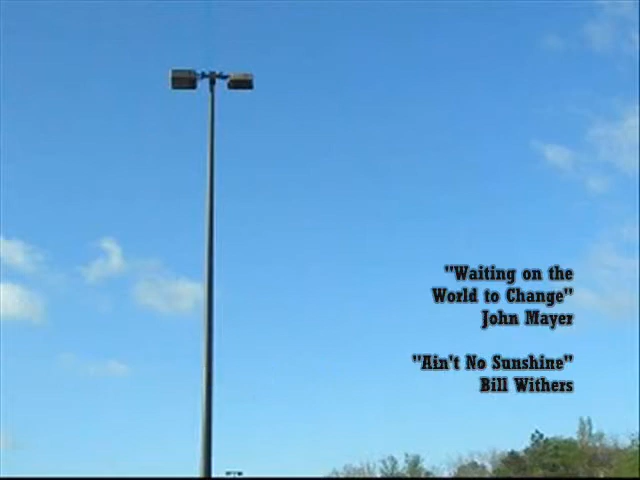 "Waiting on the
World to Change"
John Mayer
"Ain't No Sunshine"
Bill Withers